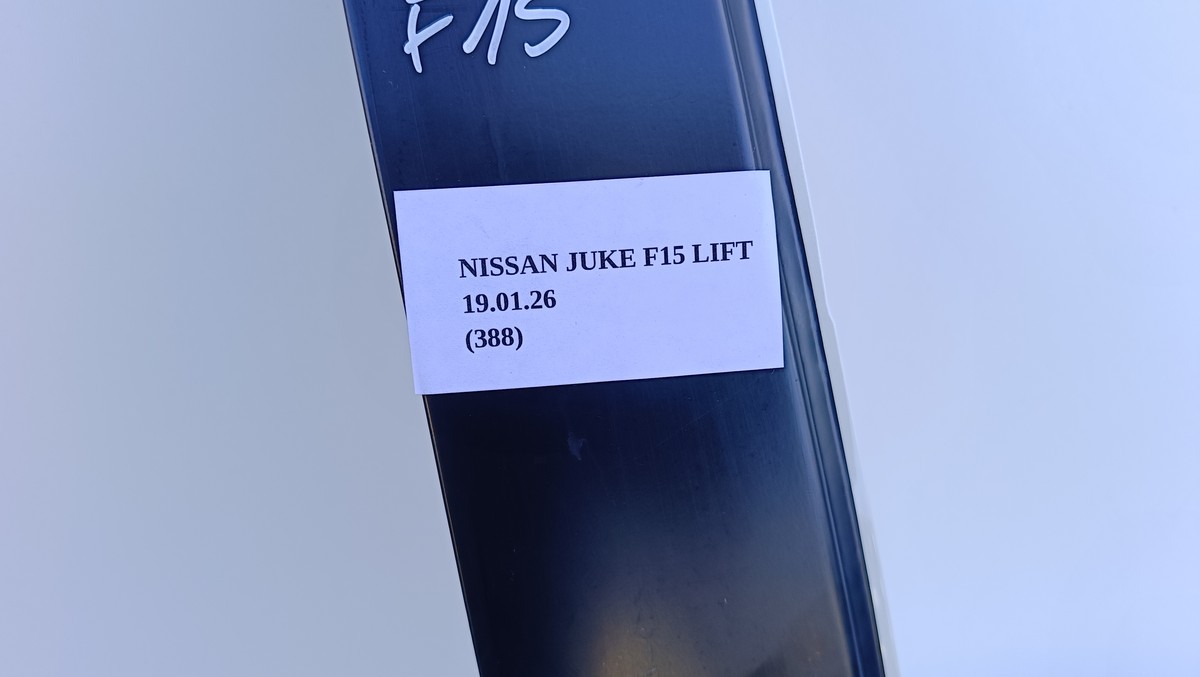 F15
NISSAN JUKE F15 LIFT
19.01.26
(388)